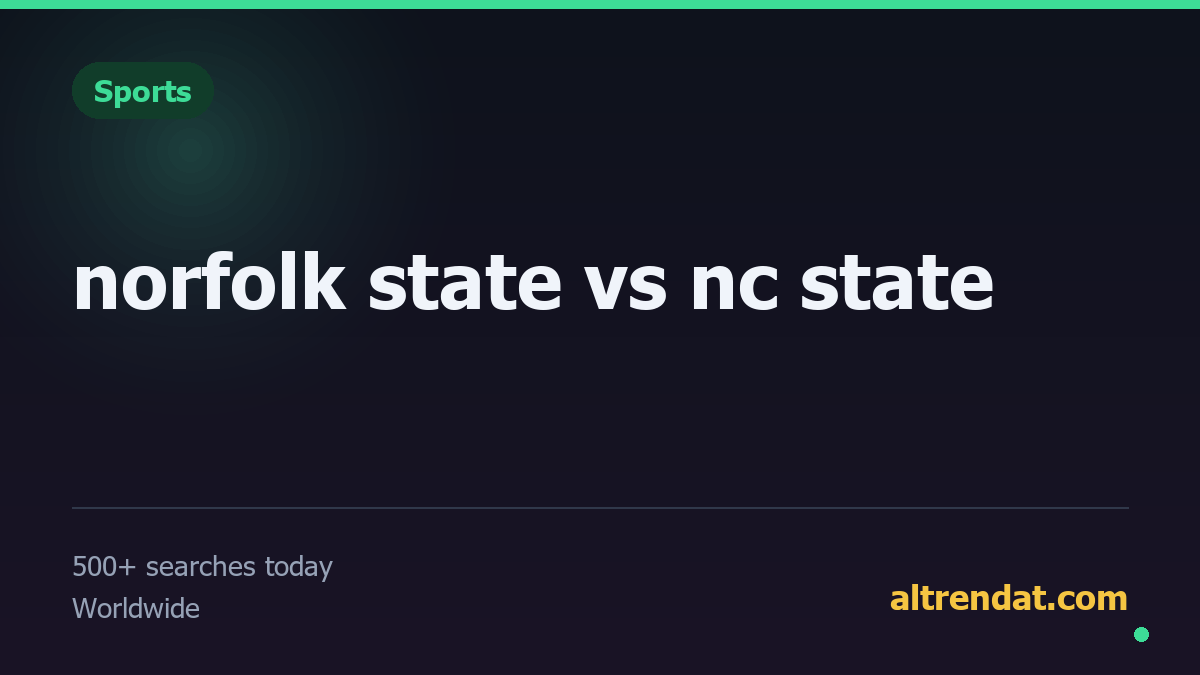 Sports
norfolk state vs nc state
500+ searches today
Worldwide
altrendat.com